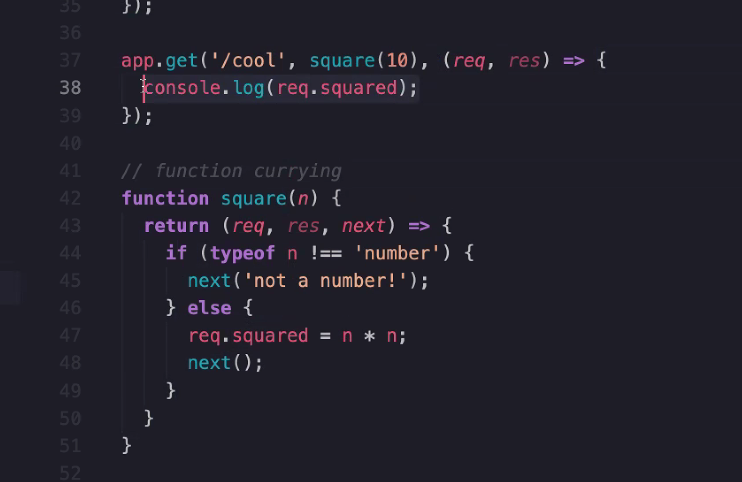 35 });
36
37 app.get('/cool', square(10), (req, res) => {
38 console.log(req.squared);
39 });
40
41 // function currying
42 function square(n) {
43 return (req, res, next) => {
44 if (typeof n !== 'number') {
45 next('not a number!');
46 } else {
47 req.squared = n * n;
48 next();
49 }
50 }
51 }
52